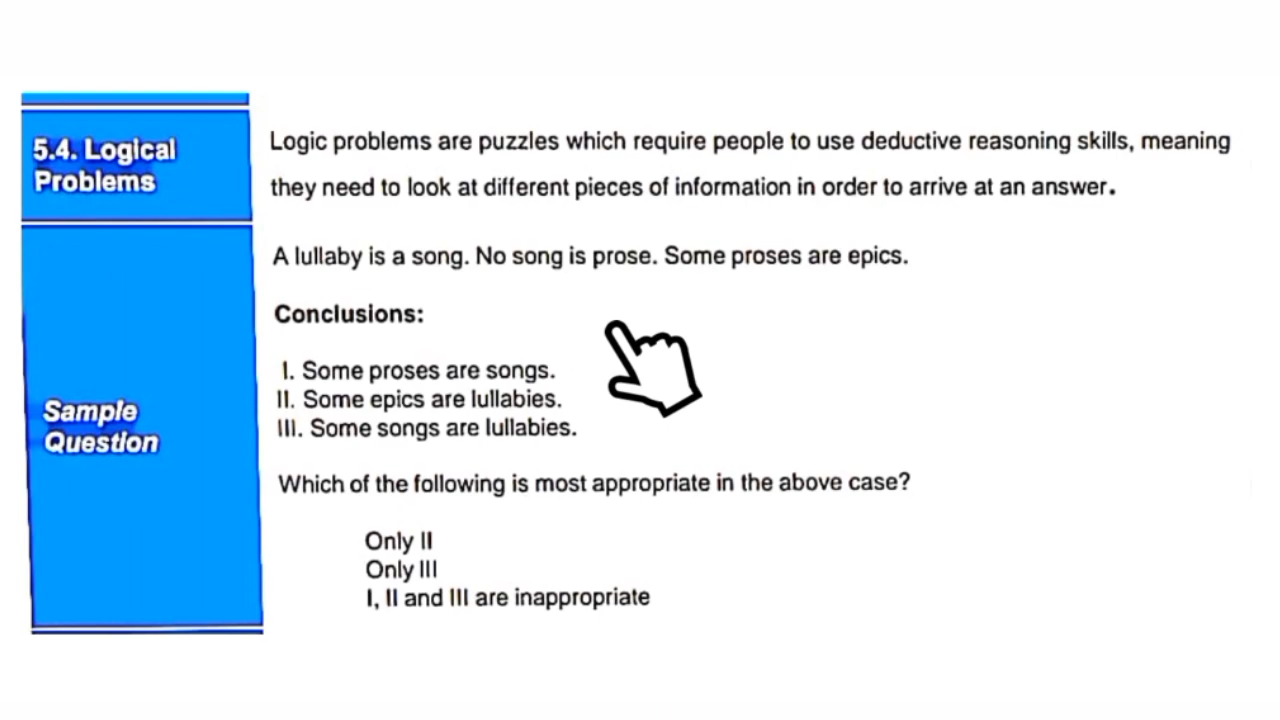 5.4. Logical
Problems
Logic problems are puzzles which require people to use deductive reasoning skills, meaning
they need to look at different pieces of information in order to arrive at an answer.
Sample
Question
A lullaby is a song. No song is prose. Some proses are epics.
Conclusions:
I. Some proses are songs.
II. Some epics are lullabies.
III. Some songs are lullabies.
Which of the following is most appropriate in the above case?
Only II
Only III
I, II and III are inappropriate